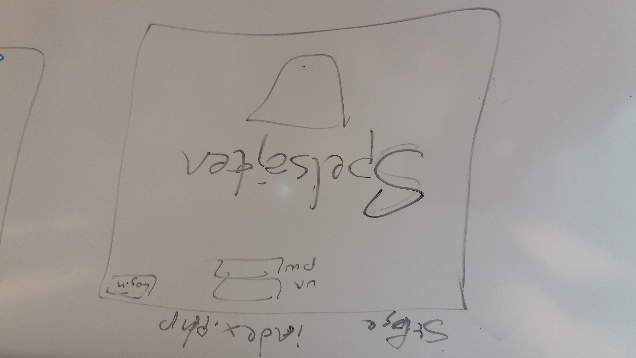 index.php
un Login
pwd
Spelsajten